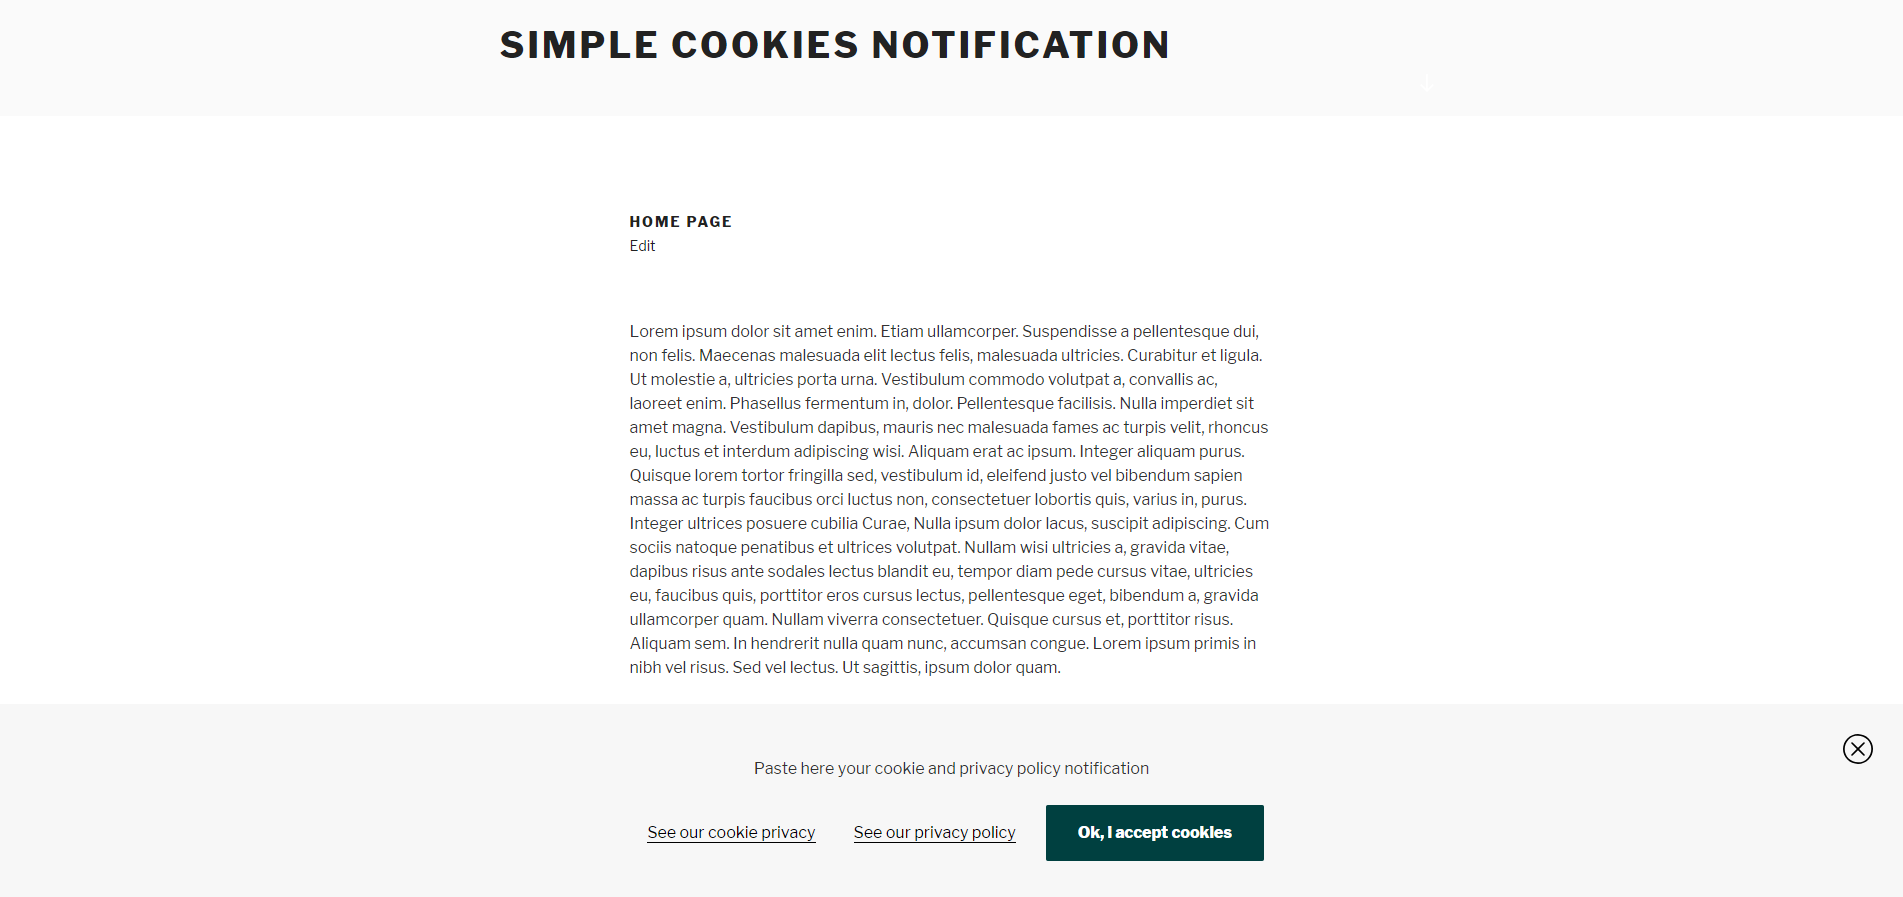 SIMPLE COOKIES NOTIFICATION
HOME PAGE
Edit
Lorem ipsum dolor sit amet enim. Etiam ullamcorper. Suspendisse a pellentesque dui,
non felis. Maecenas malesuada elit lectus felis, malesuada ultricies. Curabitur et ligula.
Ut molestie a, ultricies porta urna. Vestibulum commodo volutpat a, convallis ac,
laoreet enim. Phasellus fermentum in, dolor. Pellentesque facilisis. Nulla imperdiet sit
amet magna. Vestibulum dapibus, mauris nec malesuada fames ac turpis velit, rhoncus
eu, luctus et interdum adipiscing wisi. Aliquam erat ac ipsum. Integer aliquam purus.
Quisque lorem tortor fringilla sed, vestibulum id, eleifend justo vel bibendum sapien
massa ac turpis faucibus orci luctus non, consectetuer lobortis quis, varius in, purus.
Integer ultrices posuere cubilia Curae, Nulla ipsum dolor lacus, suscipit adipiscing. Cum
sociis natoque penatibus et ultrices volutpat. Nullam wisi ultricies a, gravida vitae,
dapibus risus ante sodales lectus blandit eu, tempor diam pede cursus vitae, ultricies
eu, faucibus quis, porttitor eros cursus lectus, pellentesque eget, bibendum a, gravida
ullamcorper quam. Nullam viverra consectetuer. Quisque cursus et, porttitor risus.
Aliquam sem. In hendrerit nulla quam nunc, accumsan congue. Lorem ipsum primis in
nibh vel risus. Sed vel lectus. Ut sagittis, ipsum dolor quam.
Paste here your cookie and privacy policy notification
See our cookie privacy
See our privacy policy
Ok, I accept cookies